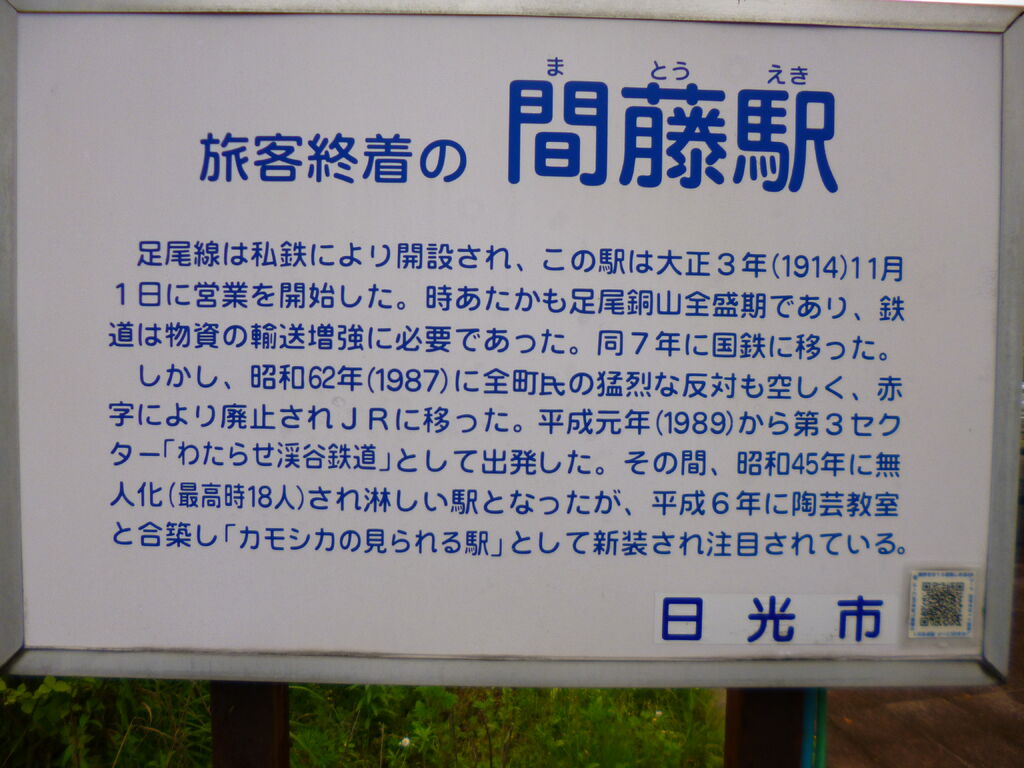 ま とう えき
旅客終着の 間藤駅
足尾線は私鉄により開設され、この駅は大正3年(1914)11月
1日に営業を開始した。時あたかも足尾銅山全盛期であり、鉄
道は物資の輸送増強に必要であった。同7年に国鉄に移った。
しかし、昭和62年(1987)に全町民の猛烈な反対も空しく、赤
字により廃止されJRに移った。平成元年(1989)から第3セク
ター「わたらせ渓谷鉄道」として出発した。その間、昭和45年に無
人化(最高時18人)され淋しい駅となったが、平成6年に陶芸教室
と合築し「カモシカの見られる駅」として新装され注目されている。
日光市